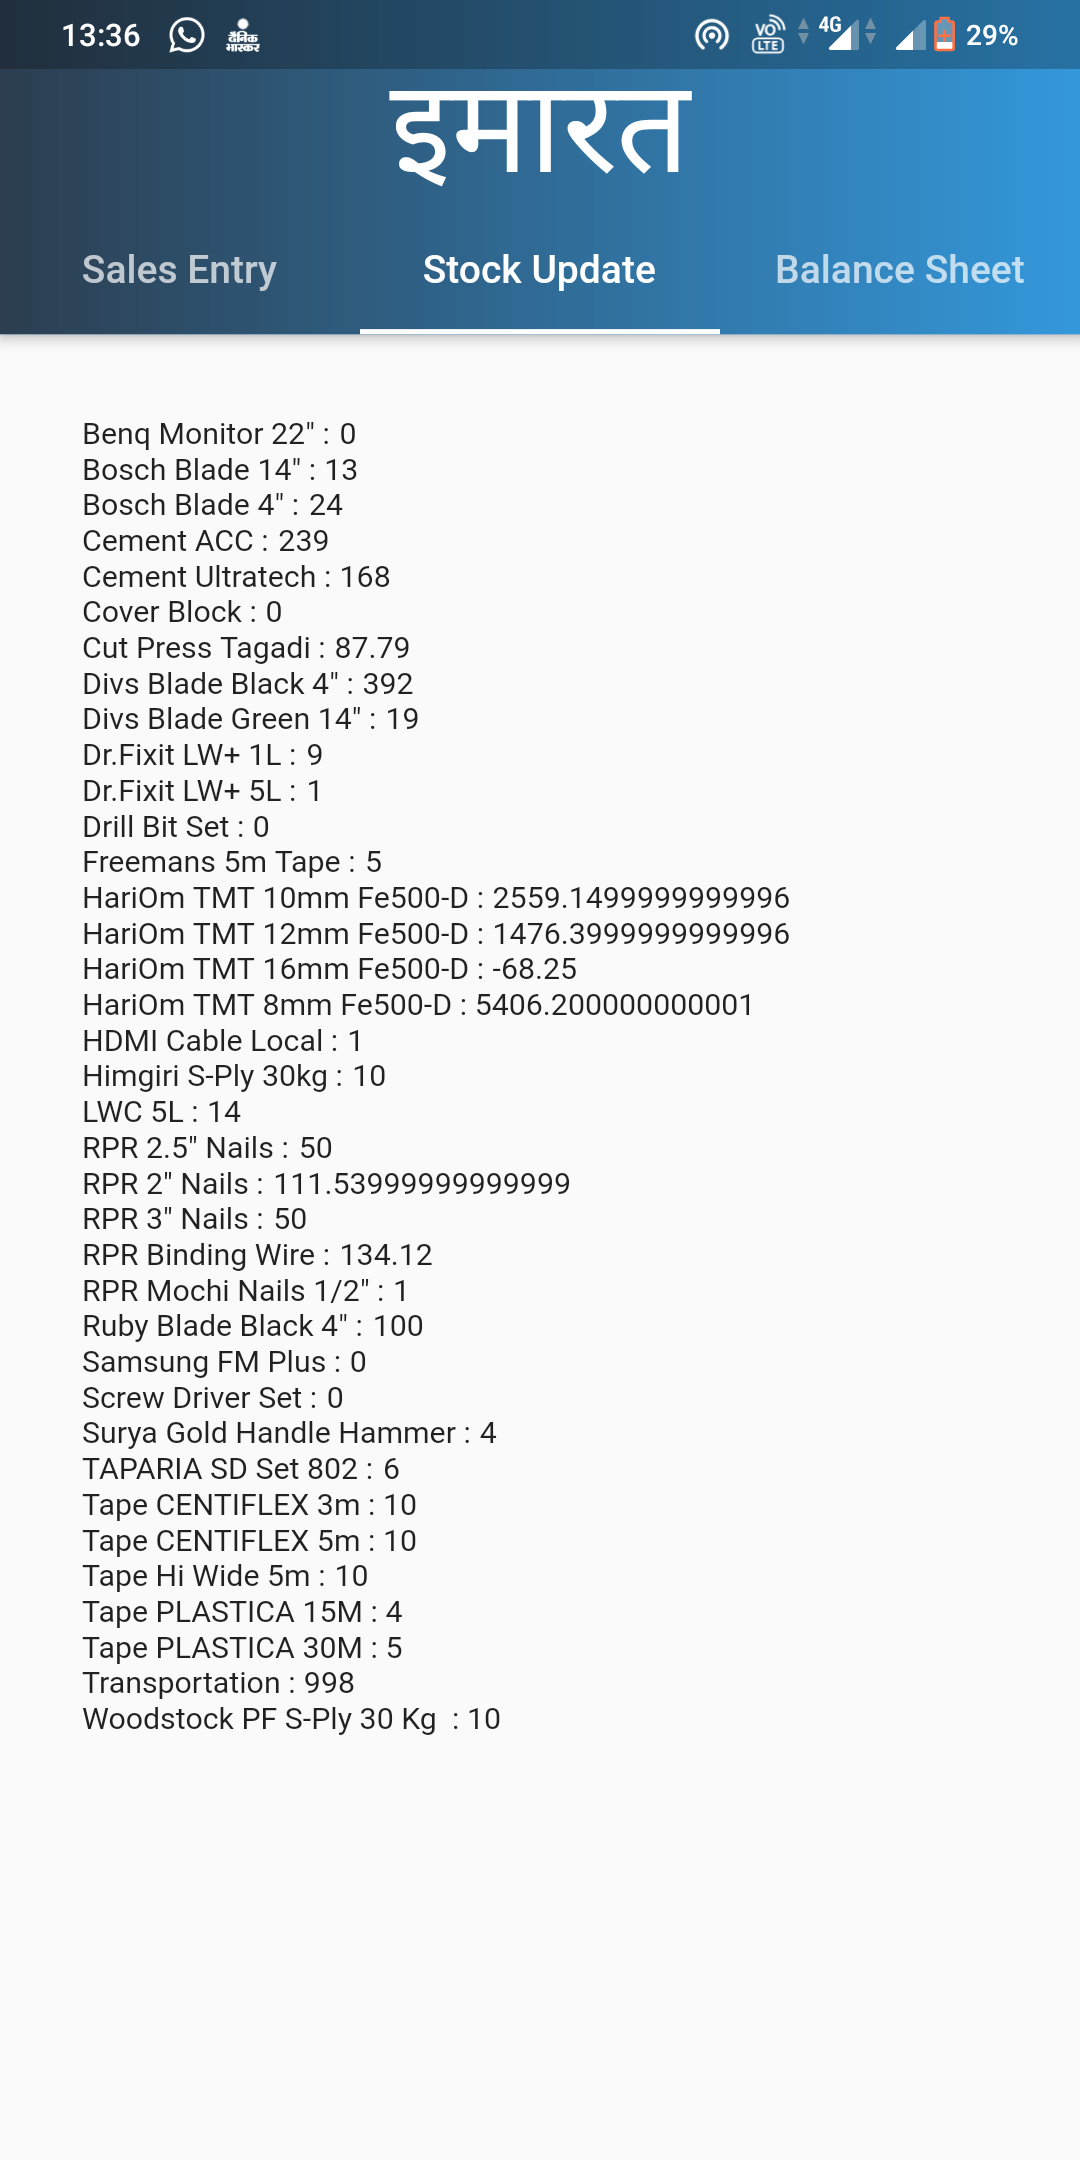 13:36 दैनिक भास्कर VO LTE 4G 29%
इमारत
Sales Entry Stock Update Balance Sheet
Benq Monitor 22" : 0
Bosch Blade 14" : 13
Bosch Blade 4" : 24
Cement ACC : 239
Cement Ultratech : 168
Cover Block : 0
Cut Press Tagadi : 87.79
Divs Blade Black 4" : 392
Divs Blade Green 14" : 19
Dr.Fixit LW+ 1L : 9
Dr.Fixit LW+ 5L : 1
Drill Bit Set : 0
Freemans 5m Tape : 5
HariOm TMT 10mm Fe500-D : 2559.1499999999996
HariOm TMT 12mm Fe500-D : 1476.3999999999996
HariOm TMT 16mm Fe500-D : -68.25
HariOm TMT 8mm Fe500-D : 5406.200000000001
HDMI Cable Local : 1
Himgiri S-Ply 30kg : 10
LWC 5L : 14
RPR 2.5" Nails : 50
RPR 2" Nails : 111.53999999999999
RPR 3" Nails : 50
RPR Binding Wire : 134.12
RPR Mochi Nails 1/2" : 1
Ruby Blade Black 4" : 100
Samsung FM Plus : 0
Screw Driver Set : 0
Surya Gold Handle Hammer : 4
TAPARIA SD Set 802 : 6
Tape CENTIFLEX 3m : 10
Tape CENTIFLEX 5m : 10
Tape Hi Wide 5m : 10
Tape PLASTICA 15M : 4
Tape PLASTICA 30M : 5
Transportation : 998
Woodstock PF S-Ply 30 Kg  : 10